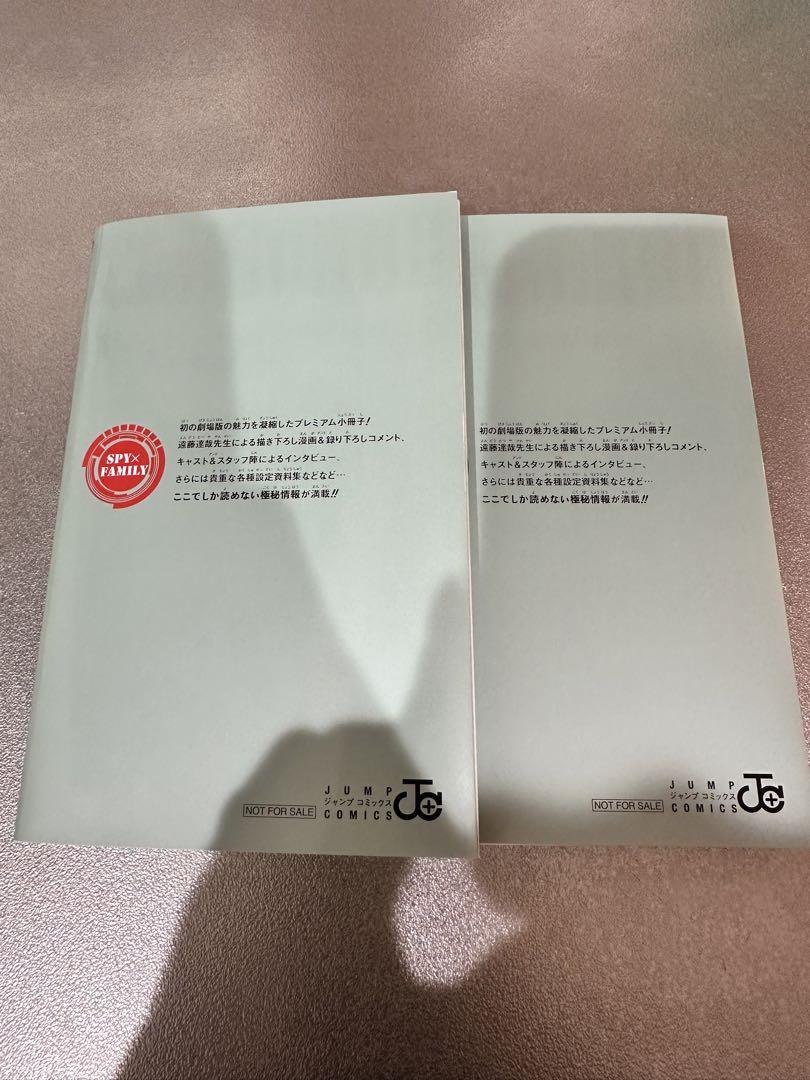 SPY×
FAMILY
初の劇場版の魅力を凝縮したプレミアム小冊子!
遠藤達哉先生による描き下ろし漫画&録り下ろしコメント、
キャスト&スタッフ陣によるインタビュー、
さらには貴重な各種設定資料集などなど…
ここでしか読めない極秘情報が満載!!
NOT FOR SALE
JUMP
ジャンプ コミックス
COMICS
初の劇場版の魅力を凝縮したプレミアム小冊子!
遠藤達哉先生による描き下ろし漫画&録り下ろしコメント、
キャスト&スタッフ陣によるインタビュー、
さらには貴重な各種設定資料集などなど…
ここでしか読めない極秘情報が満載!!
NOT FOR SALE
JUMP
ジャンプ コミックス
COMICS